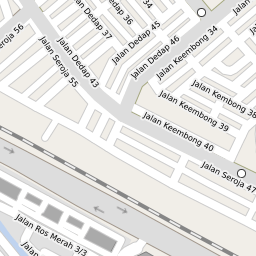 Seroja 56
Jalan Dedap 37
Dedap 36
Jalan Dedap 45
Jalan Dedap 46
Jalan Keembong 34
Jalan Dedap 43
Jalan Seroja 55
Jalan Kembong 38
Jalan Keembong 39
Jalan Keembong 40
Jalan Seroja 47
Jalan Ros Merah 3/3
Jalan